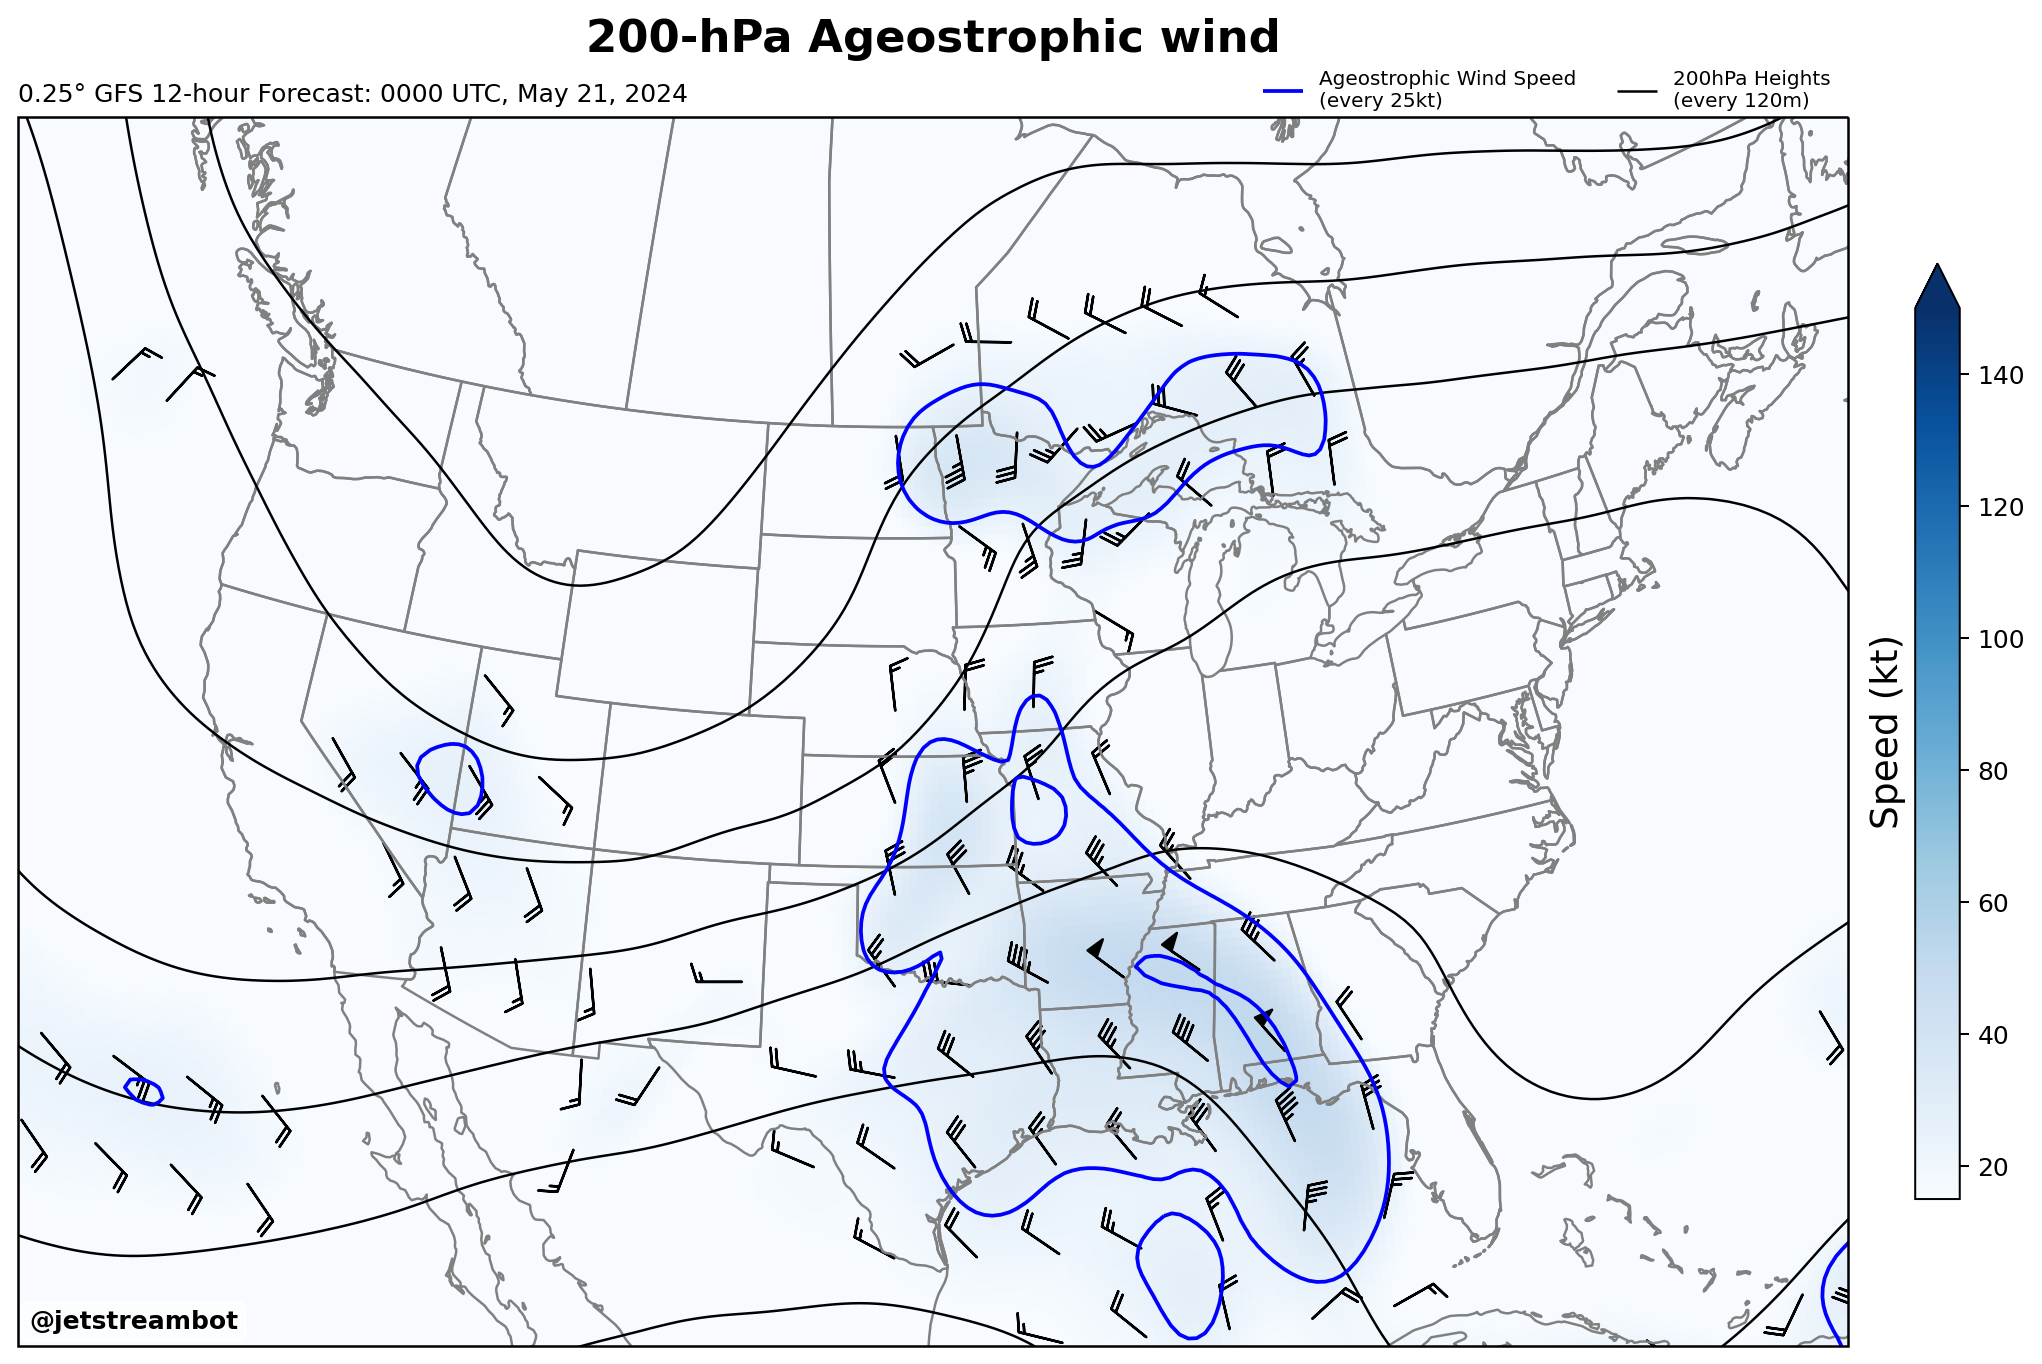 200-hPa Ageostrophic wind
0.25° GFS 12-hour Forecast: 0000 UTC, May 21, 2024
Ageostrophic Wind Speed
(every 25kt)
200hPa Heights
(every 120m)
140
120
100
80
60
40
20
Speed (kt)
@jetstreambot